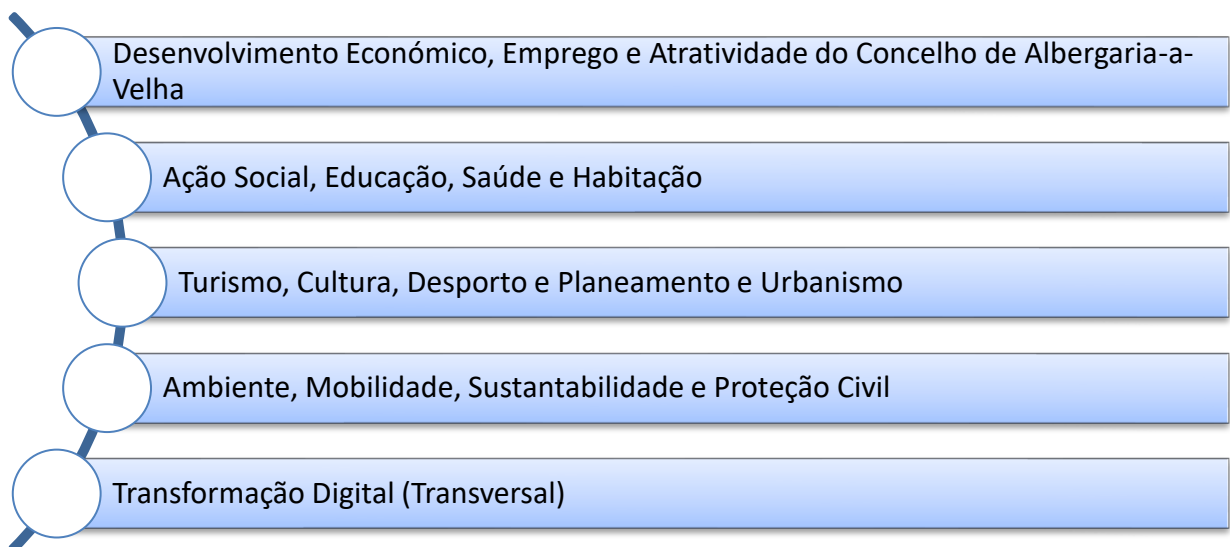 Desenvolvimento Económico, Emprego e Atratividade do Concelho de Albergaria-a-
Velha
Ação Social, Educação, Saúde e Habitação
Turismo, Cultura, Desporto e Planeamento e Urbanismo
Ambiente, Mobilidade, Sustantabilidade e Proteção Civil
Transformação Digital (Transversal)